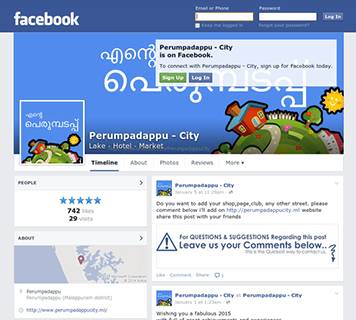 facebook
Email or Phone
Password
Log In
Keep me logged in
Forgot your password?
എന്റെ
പെരുമ്പടപ്പ്
Perumpadappu - City
is on Facebook.
To connect with Perumpadappu - City, sign up for Facebook today.
Sign Up
Log In
എന്റെ
പെരുമ്പടപ്പ്
Perumpadappu - City
Lake · Hotel · Market
Timeline
About
Photos
Reviews
More
PEOPLE
742 likes
29 visits
ABOUT
Perumpadappu
Perumpadappu (Malappuram district)
http://www.perumpadappucity.ml/
Perumpadappu - City
January 5 at 11:20pm
Do you want to add your shop,page,club, any other street. please
comment below i'll add on http://perumpadappucity.ml website
share this post with your friends
For QUESTIONS & SUGGESTIONS Regarding this post
Leave us your Comments below..
This is the Quickest way to contact us.
Like · Comment · Share
1
Perumpadappu - City at Perumpadappu - City
January 1 at 1:23am
Wishing you a fabulous 2015